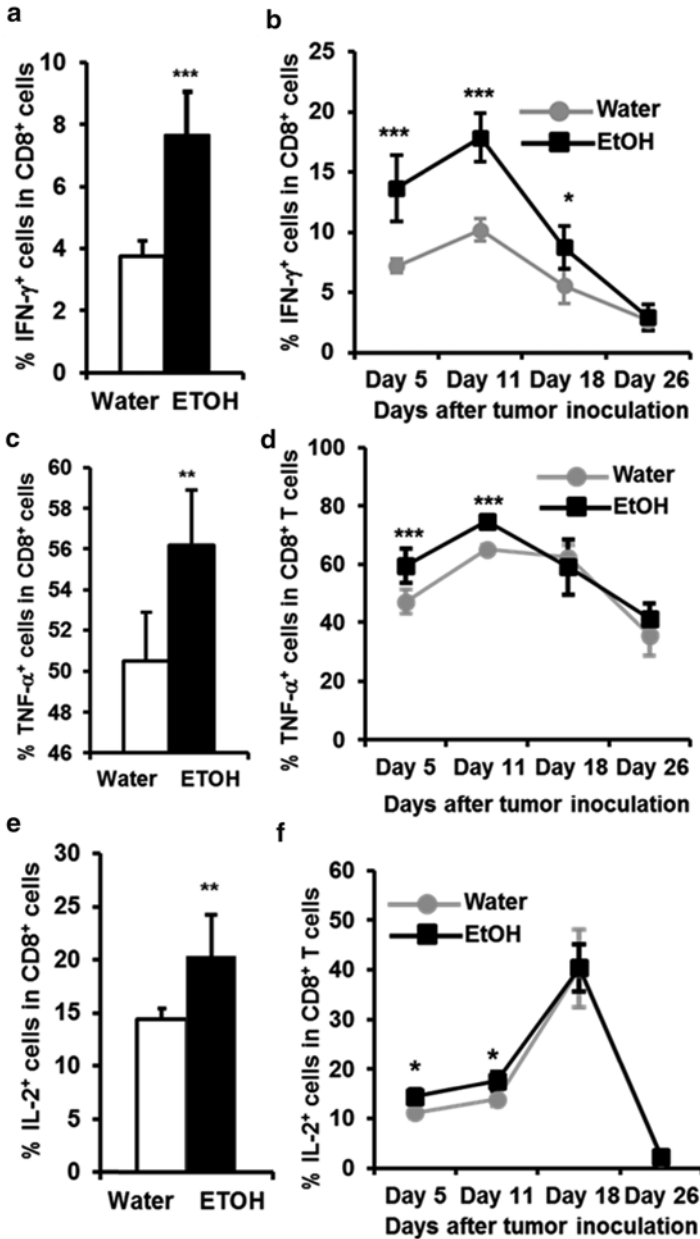 a
% IFN-γ⁺ cells in CD8⁺ cells
10
8
6
4
2
0
***
Water ETOH
b
% IFN-γ⁺ cells in CD8⁺ cells
25
20
15
10
5
0
***
***
*
Water
EtOH
Day 5 Day 11 Day 18 Day 26
Days after tumor inoculation
c
% TNF-α⁺ cells in CD8⁺ cells
60
58
56
54
52
50
48
46
**
Water ETOH
d
% TNF-α⁺ cells in CD8⁺ T cells
100
80
60
40
20
0
***
***
Water
EtOH
Day 5 Day 11 Day 18 Day 26
Days after tumor inoculation
e
% IL-2⁺ cells in CD8⁺ cells
30
25
20
15
10
5
0
**
Water ETOH
f
% IL-2⁺ cells in CD8⁺ T cells
60
50
40
30
20
10
0
*
*
Water
EtOH
Day 5 Day 11 Day 18 Day 26
Days after tumor inoculation